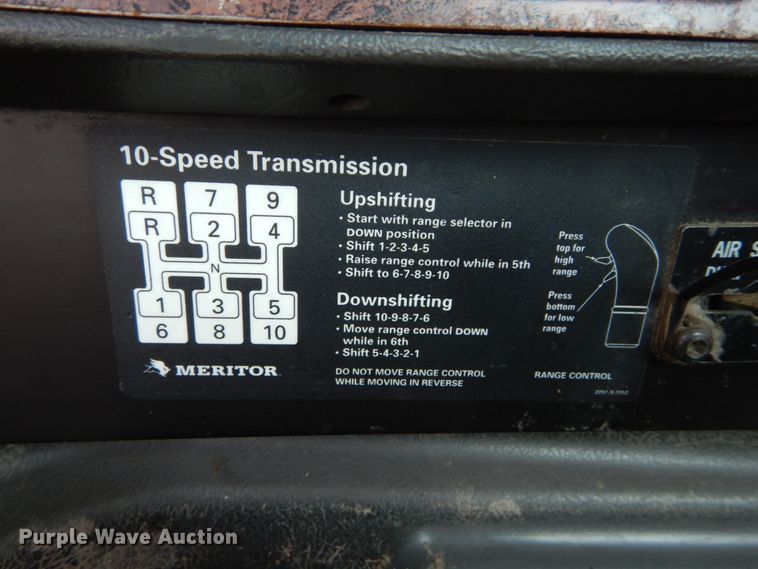 10-Speed Transmission
R 7 9
R 2 4
N
1 3 5
6 8 10
MERITOR
Upshifting
• Start with range selector in
DOWN position
• Shift 1-2-3-4-5
• Raise range control while in 5th
• Shift to 6-7-8-9-10
Downshifting
• Shift 10-9-8-7-6
• Move range control DOWN
while in 6th
• Shift 5-4-3-2-1
DO NOT MOVE RANGE CONTROL
WHILE MOVING IN REVERSE
Press
top for
high
range
Press
bottom
for low
range
RANGE CONTROL
AIR
Purple Wave Auction